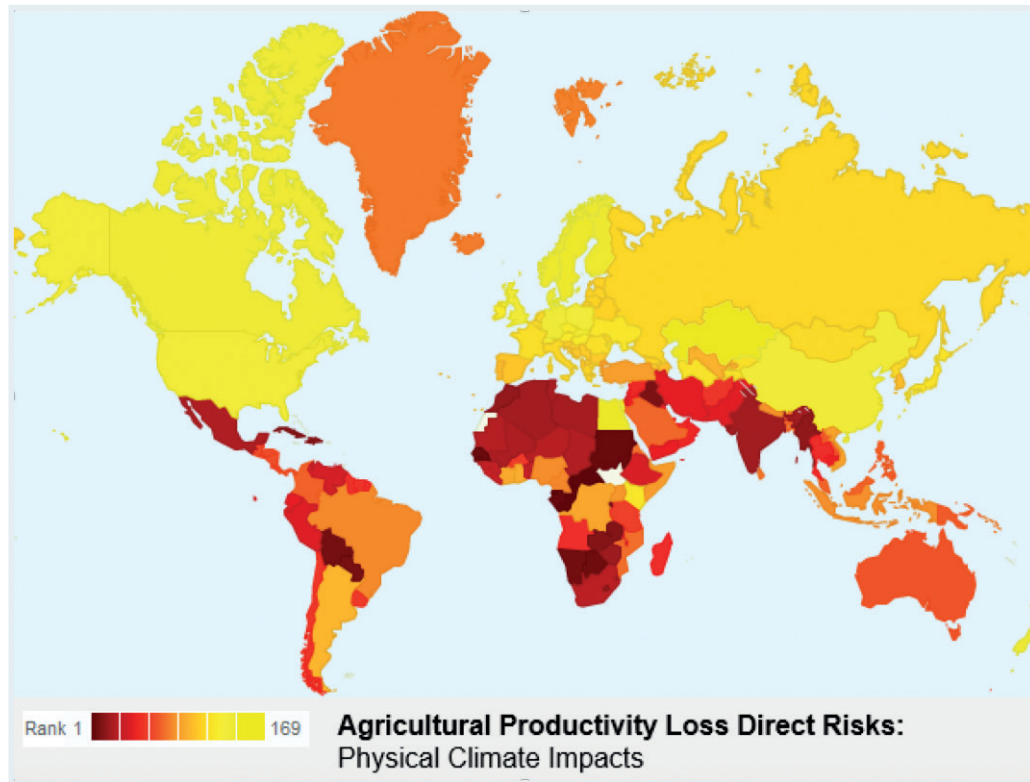 Rank 1 169
Agricultural Productivity Loss Direct Risks:
Physical Climate Impacts